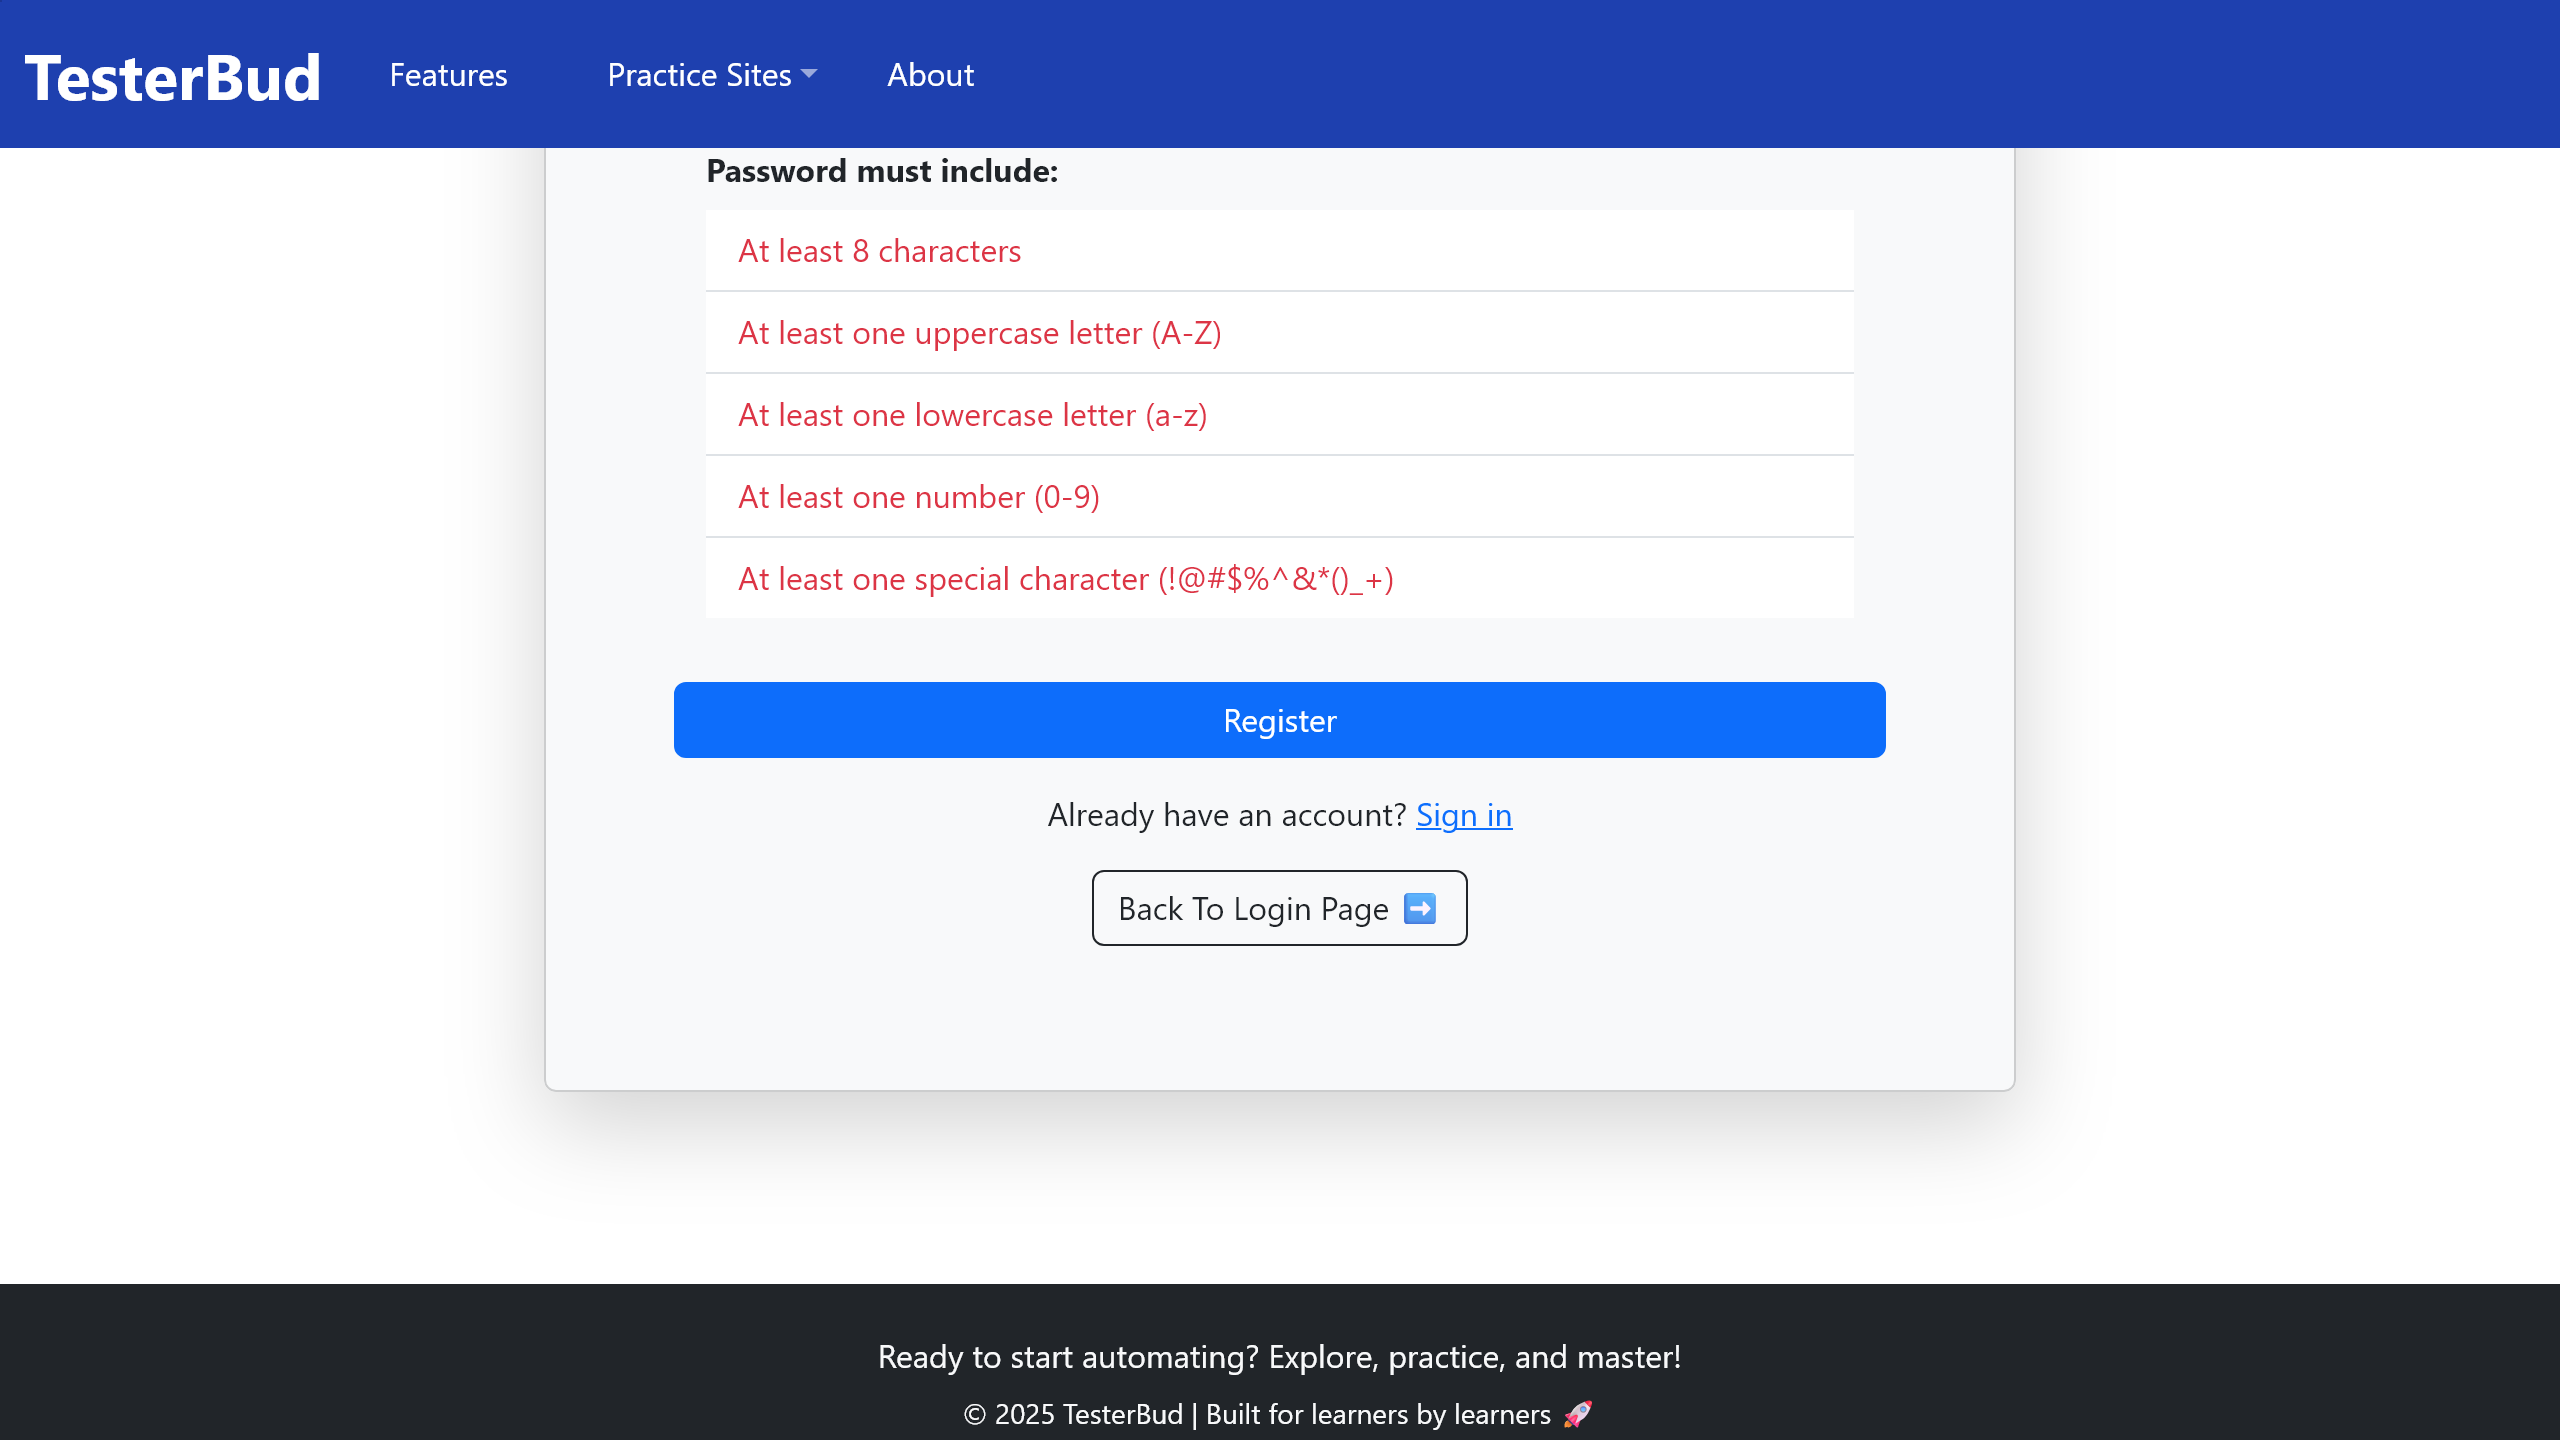 TesterBud Features Practice Sites About
Password must include:
At least 8 characters
At least one uppercase letter (A-Z)
At least one lowercase letter (a-z)
At least one number (0-9)
At least one special character (!@#$%^&*()_+)
Register
Already have an account? Sign in
Back To Login Page ➡️
Ready to start automating? Explore, practice, and master!
© 2025 TesterBud | Built for learners by learners 🚀